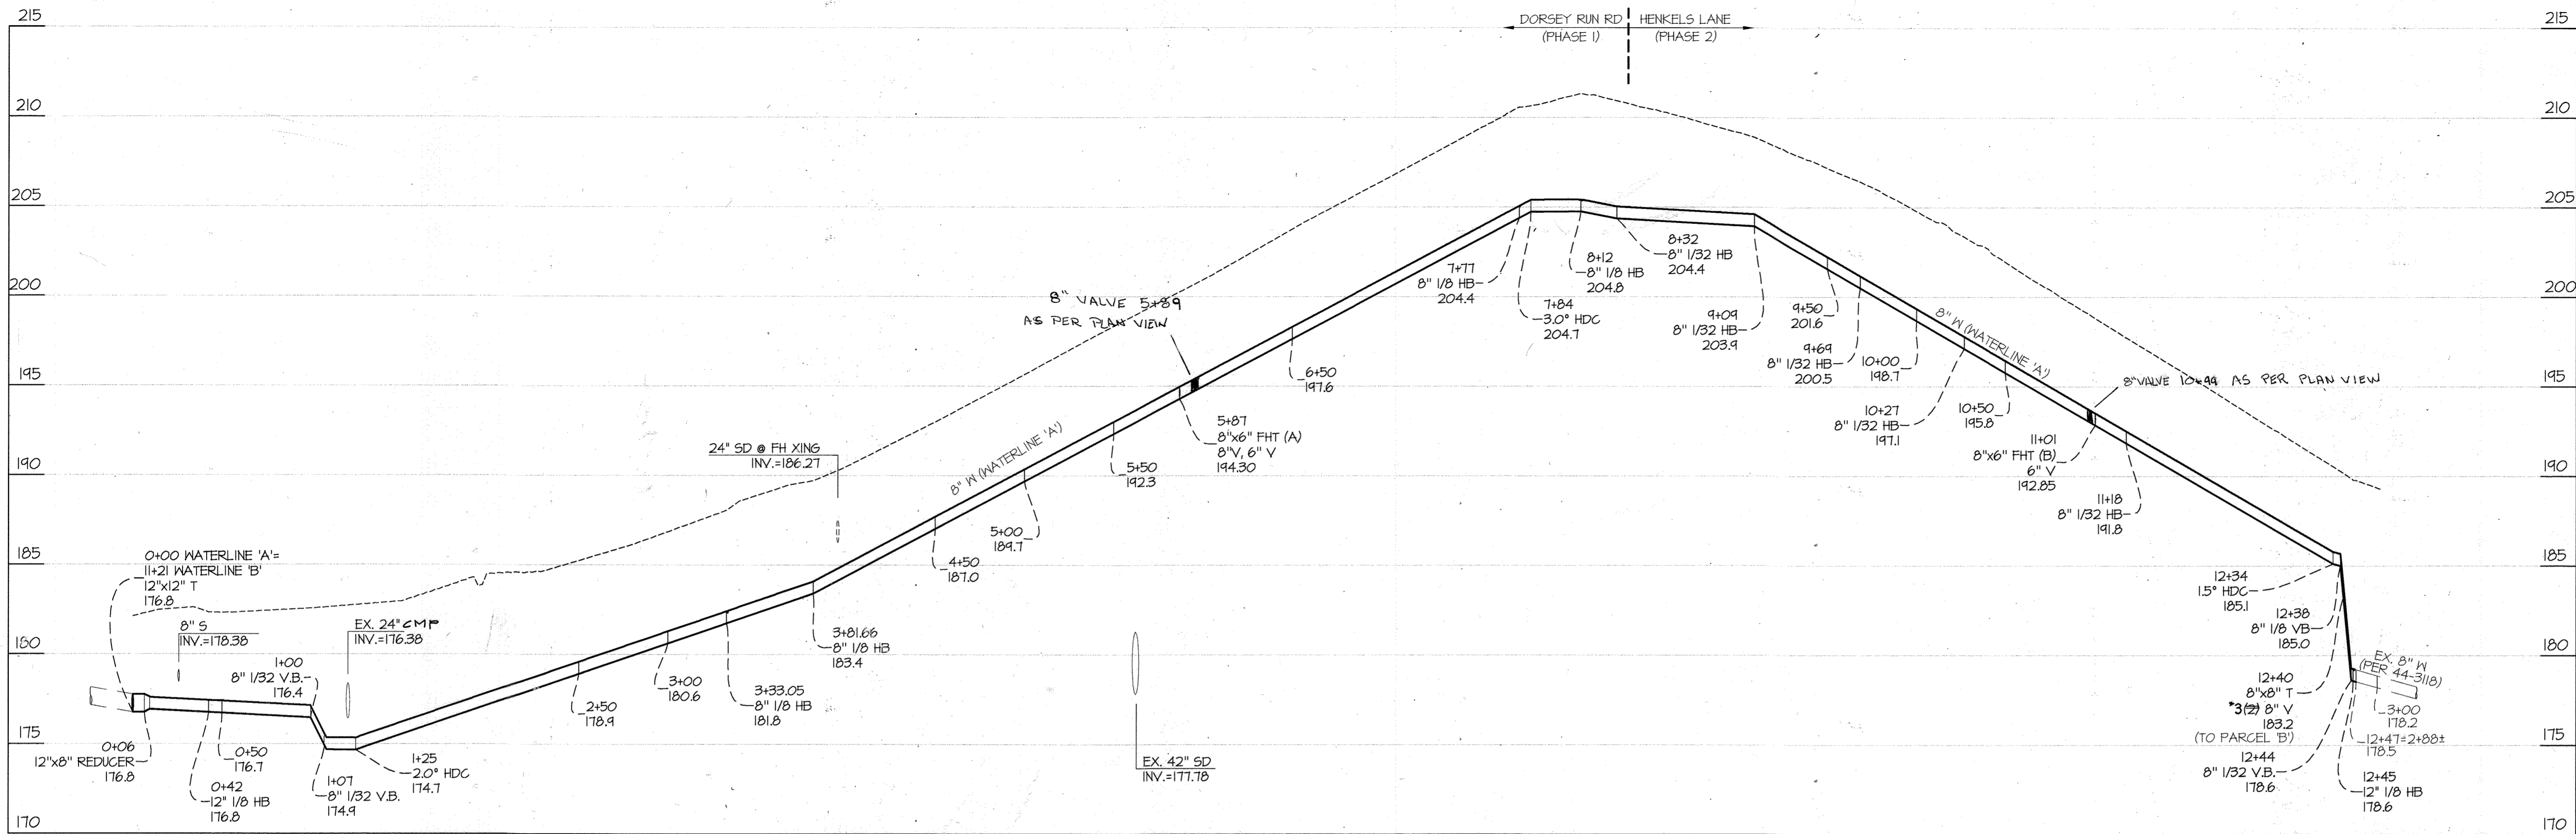 215
215
DORSEY RUN RD
HENKELS LANE
(PHASE 1)
(PHASE 2)
210
210
205
205
200
200
195
195
190
190
185
185
180
180
175
175
170
170
0+00 WATERLINE 'A'=
11+21 WATERLINE 'B'
12"x12" T
176.8
8" S
INV.=178.38
0+06
12"x8" REDUCER
176.8
0+42
12" 1/8 HB
176.8
0+50
176.7
1+00
8" 1/32 V.B.
176.4
EX. 24" CMP
INV.=176.38
1+07
8" 1/32 V.B.
174.9
1+25
2.0° HDC
174.7
2+50
178.9
3+00
180.6
3+33.05
8" 1/8 HB
181.8
3+81.66
8" 1/8 HB
183.4
24" SD @ FH XING
INV.=186.27
4+50
187.0
8" W (WATERLINE 'A')
5+00
189.7
5+50
192.3
8" VALVE 5+89
AS PER PLAN VIEW
5+87
8"x6" FHT (A)
8"V, 6" V
194.30
EX. 42" SD
INV.=177.78
6+50
197.6
7+77
8" 1/8 HB
204.4
7+84
3.0° HDC
204.7
8+12
8" 1/8 HB
204.8
8+32
8" 1/32 HB
204.4
9+09
8" 1/32 HB
203.9
9+50
201.6
9+69
8" 1/32 HB
200.5
10+00
198.7
8" W (WATERLINE 'A')
10+27
8" 1/32 HB
197.1
10+50
195.8
8" VALVE 10+99 AS PER PLAN VIEW
11+01
8"x6" FHT (B)
6" V
192.85
11+18
8" 1/32 HB
191.8
12+34
1.5° HDC
185.1
12+38
8" 1/8 VB
185.0
12+40
8"x8" T
*3(2) 8" V
183.2
(TO PARCEL 'B')
12+44
8" 1/32 V.B.
178.6
12+45
12" 1/8 HB
178.6
12+47=2+88±
178.5
3+00
178.2
EX. 8" W
(PER 44-3118)